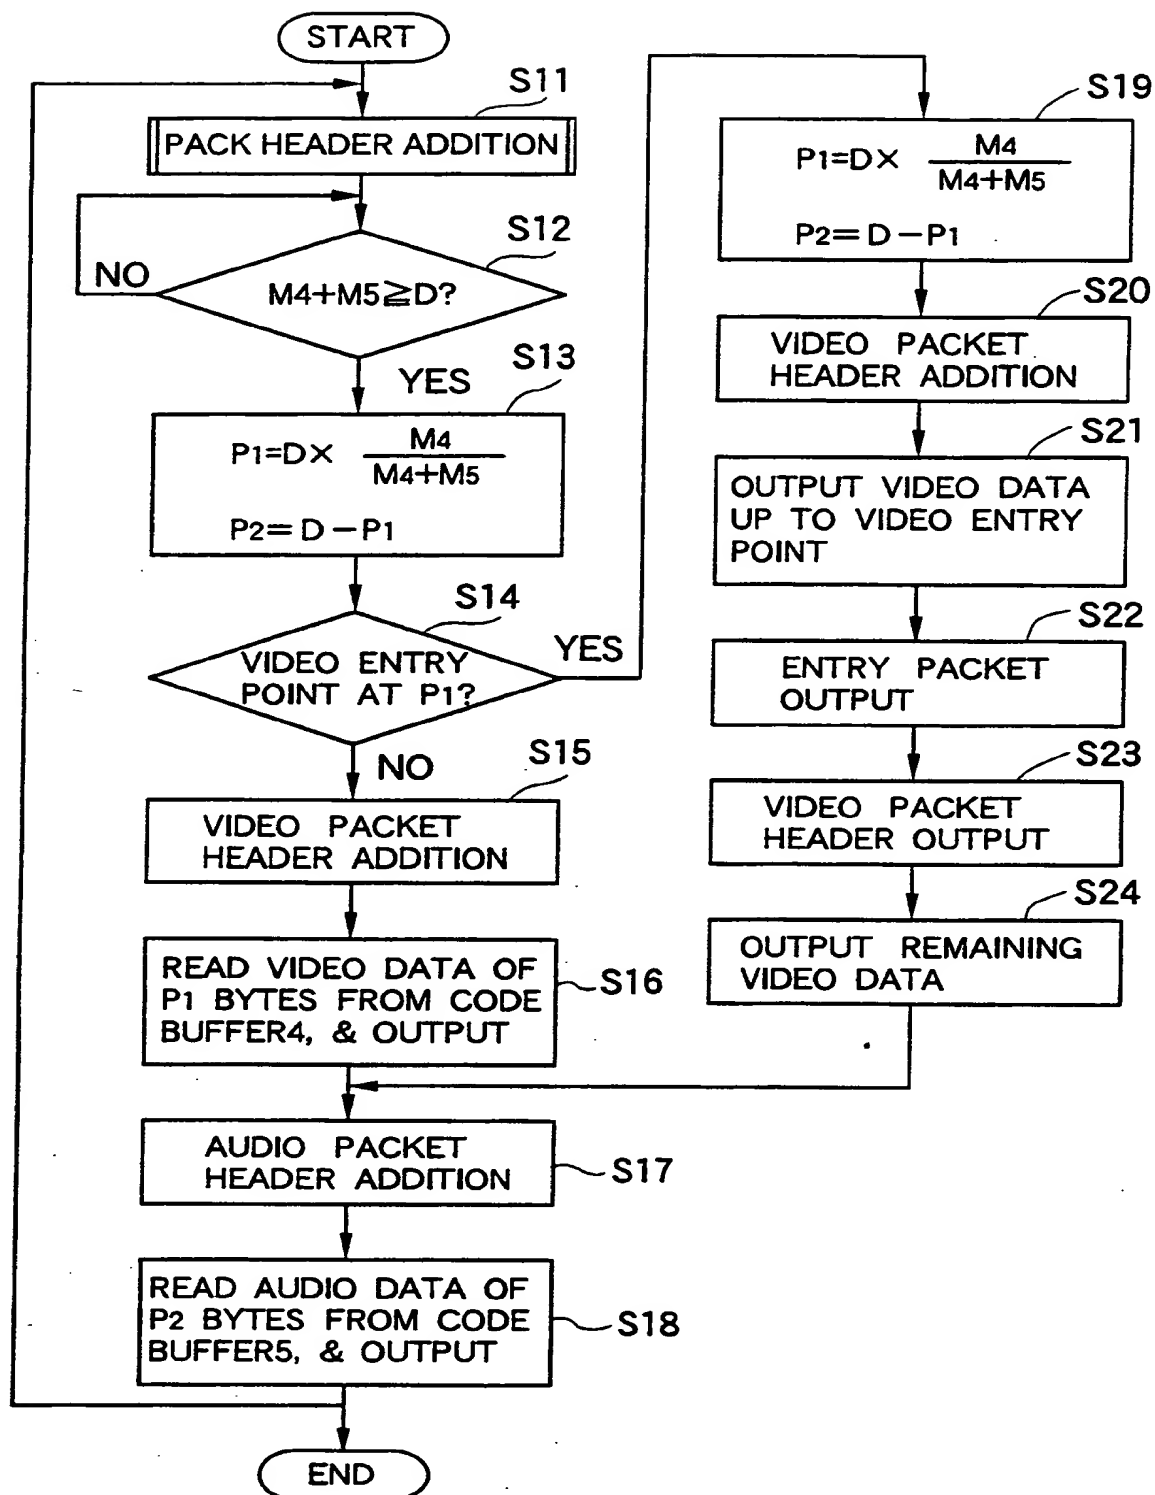 START
S11
PACK HEADER ADDITION
S12
NO
M4+M5≧D?
S13
YES
P1=D× M4
M4+M5
P2=D-P1
S14
VIDEO ENTRY
POINT AT P1?
YES
NO
S15
VIDEO PACKET
HEADER ADDITION
READ VIDEO DATA OF
P1 BYTES FROM CODE
BUFFER4, & OUTPUT
S16
AUDIO PACKET
HEADER ADDITION
S17
READ AUDIO DATA OF
P2 BYTES FROM CODE
BUFFER5, & OUTPUT
S18
END
S19
P1=D× M4
M4+M5
P2=D-P1
S20
VIDEO PACKET
HEADER ADDITION
S21
OUTPUT VIDEO DATA
UP TO VIDEO ENTRY
POINT
S22
ENTRY PACKET
OUTPUT
S23
VIDEO PACKET
HEADER OUTPUT
S24
OUTPUT REMAINING
VIDEO DATA